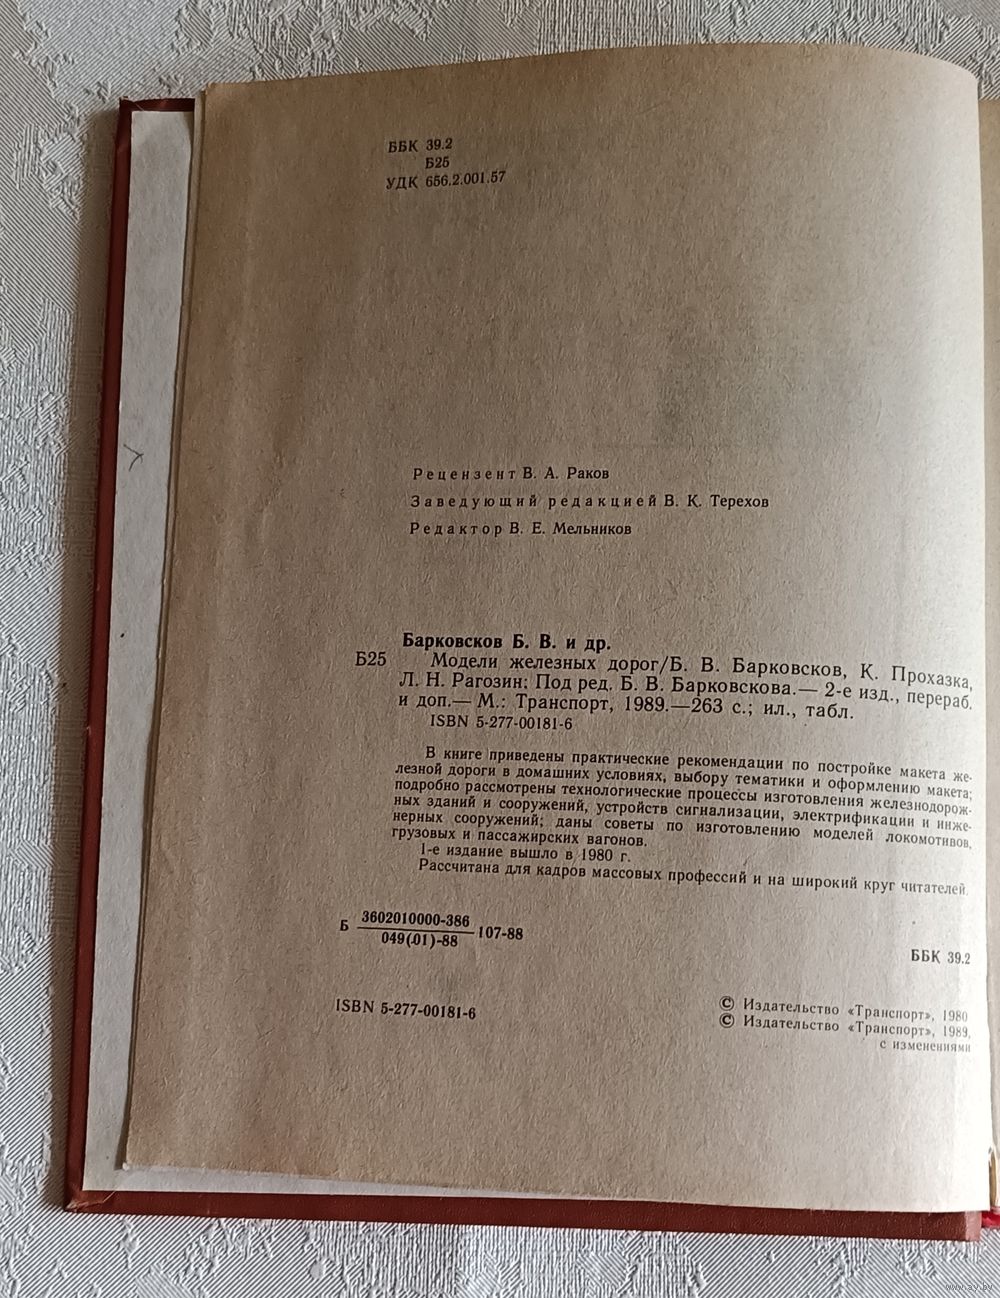 ББК 39.2
Б25
УДК 656.2.001.57
Рецензент В. А. Раков
Заведующий редакцией В. К. Терехов
Редактор В. Е. Мельников
Барковсков Б. В. и др.
Б25 Модели железных дорог/Б. В. Барковсков, К. Прохазка,
Л. Н. Рагозин; Под ред. Б. В. Барковскова.— 2-е изд., перераб.
и доп.— М.: Транспорт, 1989.—263 с.; ил., табл.
ISBN 5-277-00181-6
В книге приведены практические рекомендации по постройке макета же-
лезной дороги в домашних условиях, выбору тематики и оформлению макета;
подробно рассмотрены технологические процессы изготовления железнодорож-
ных зданий и сооружений, устройств сигнализации, электрификации и инже-
нерных сооружений; даны советы по изготовлению моделей локомотивов,
грузовых и пассажирских вагонов.
1-е издание вышло в 1980 г.
Рассчитана для кадров массовых профессий и на широкий круг читателей.
Б 3602010000-386
049(01)-88 107-88
ББК 39.2
ISBN 5-277-00181-6
© Издательство «Транспорт», 1980
© Издательство «Транспорт», 1989,
с изменениями
www.ay.by